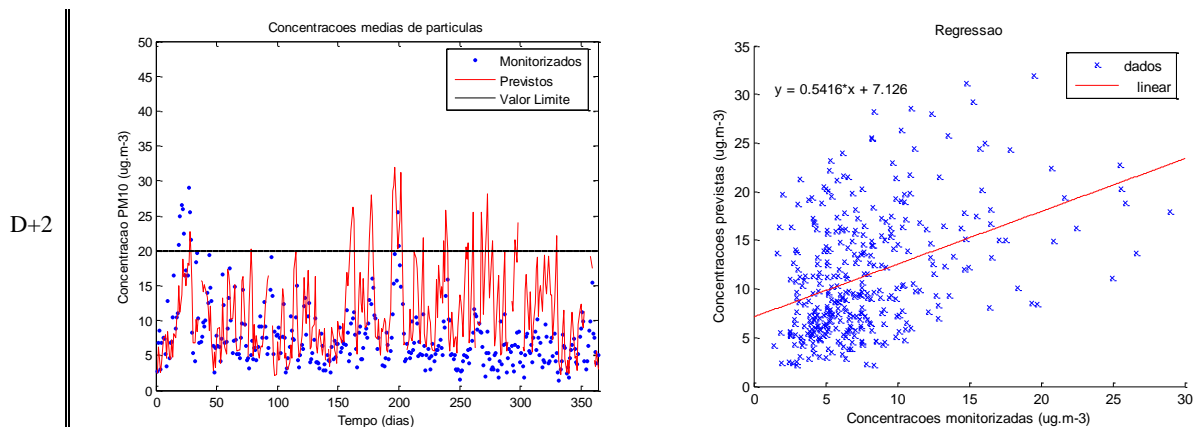 D+2
Concentracoes medias de particulas
Concentracao PM10 (ug.m-3)
50
45
40
35
30
25
20
15
10
5
0
Monitorizados
Previstos
Valor Limite
0 50 100 150 200 250 300 350
Tempo (dias)
Regressao
Concentracoes previstas (ug.m-3)
35
30
25
20
15
10
5
0
y = 0.5416*x + 7.126
dados
linear
0 5 10 15 20 25 30
Concentracoes monitorizadas (ug.m-3)